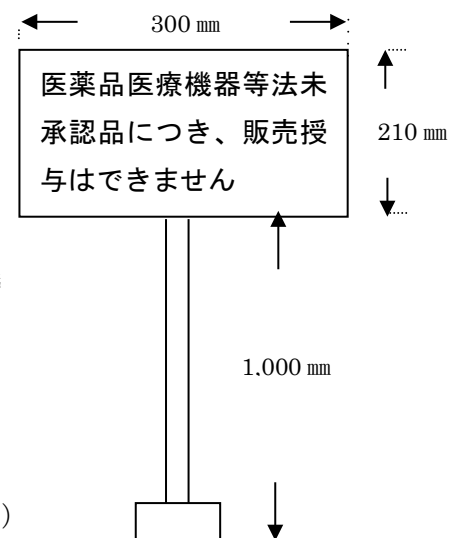 300 ㎜
医薬品医療機器等法未
承認品につき、販売授
与はできません
210 ㎜
1,000 ㎜
)